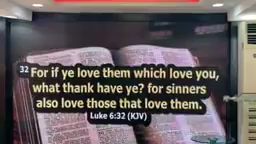 32 For if ye love them which love you,
what thank have ye? for sinners
also love those that love them.
Luke 6:32 (KJV)